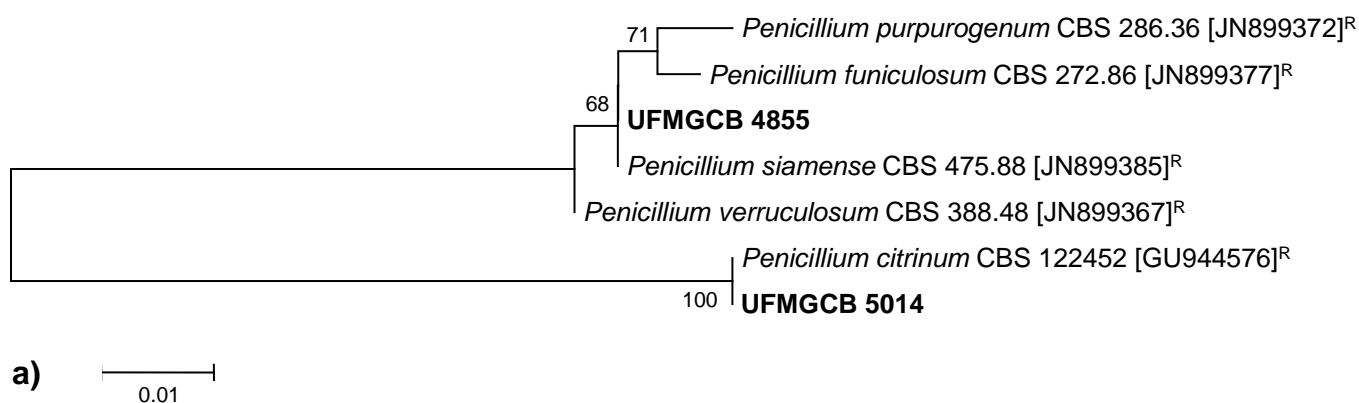 71
Penicillium purpurogenum CBS 286.36 [JN899372]ᴿ
Penicillium funiculosum CBS 272.86 [JN899377]ᴿ
68
UFMGCB 4855
Penicillium siamense CBS 475.88 [JN899385]ᴿ
Penicillium verruculosum CBS 388.48 [JN899367]ᴿ
Penicillium citrinum CBS 122452 [GU944576]ᴿ
100
UFMGCB 5014
a)
0.01